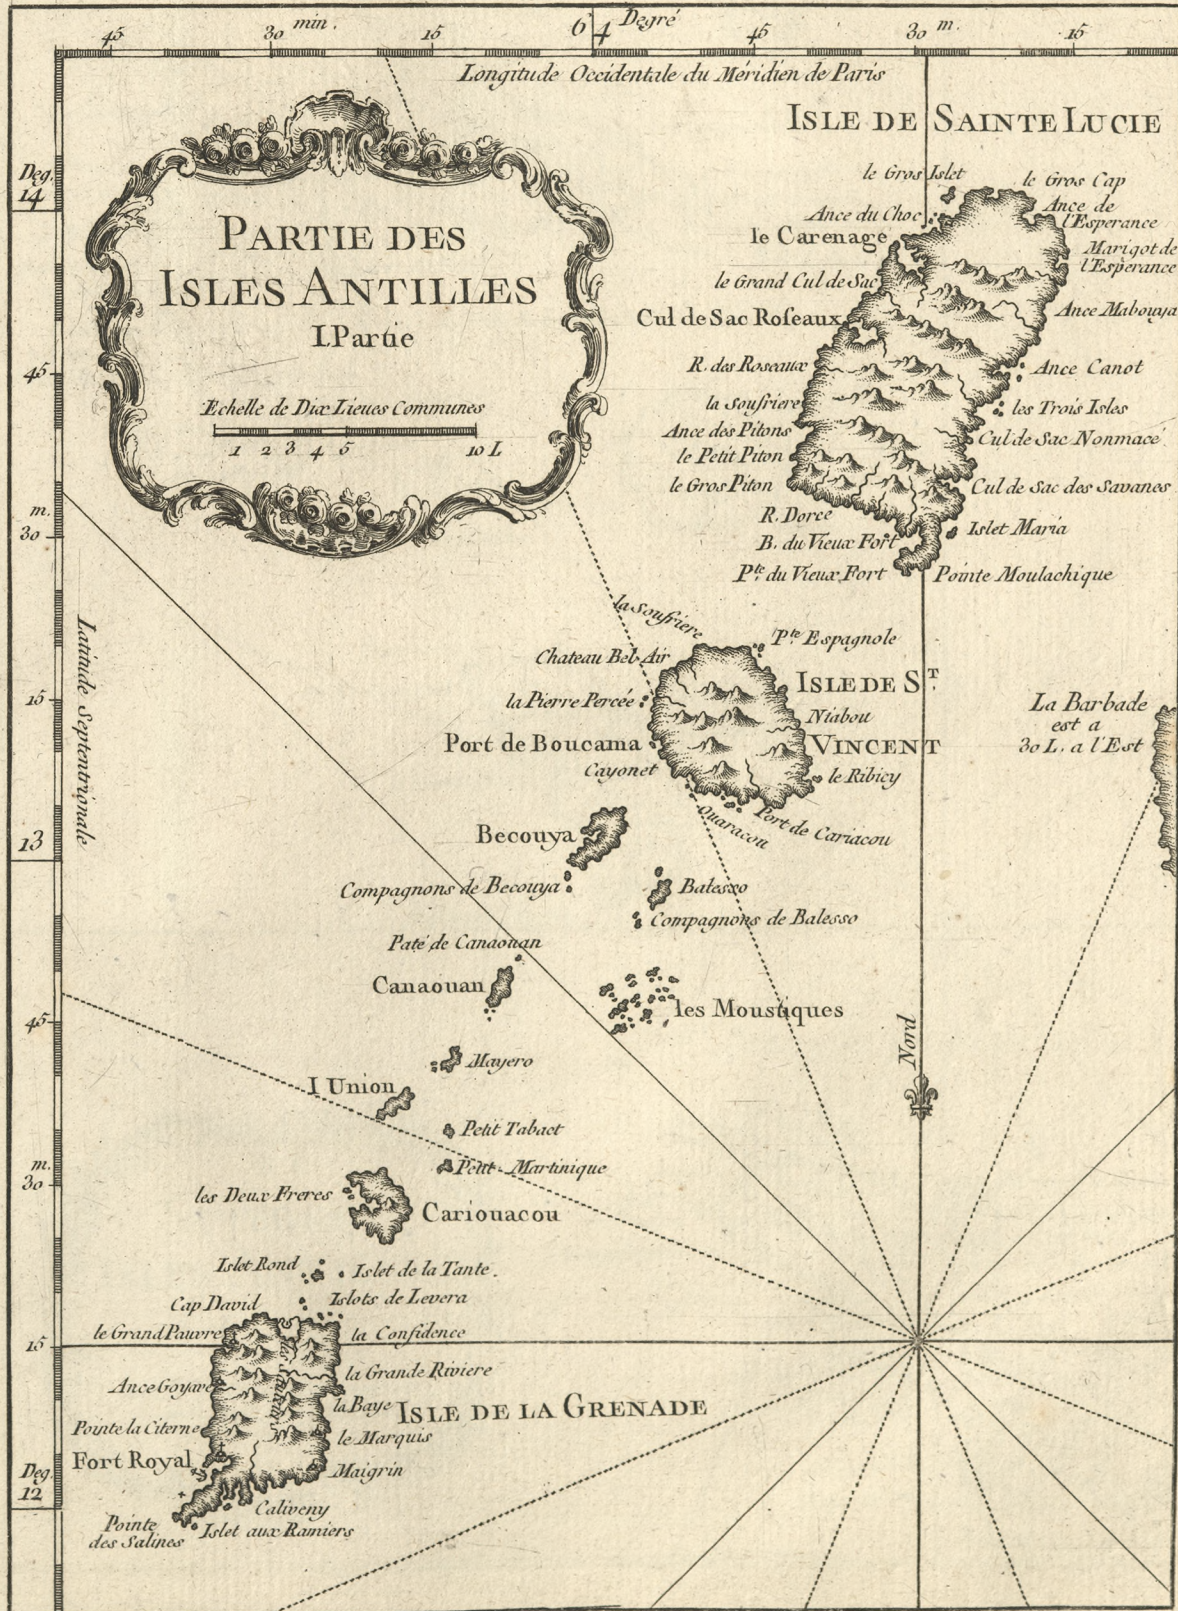 45
30
min.
15
64
Degré
45
30
m.
15
Longitude Occidentale du Méridien de Paris
ISLE DE SAINTE LUCIE
Deg.
14
PARTIE DES
ISLES ANTILLES
I.Partie
Echelle de Dix Lieues Communes
1 2 3 4 5 10 L
le Gros Islet
le Gros Cap
Ance du Choc
Ance de
l'Esperance
le Carenage
Marigot de
l'Esperance
le Grand Cul de Sac
Ance Mabouya
Cul de Sac Roseaux
R. des Roseaux
Ance Canot
la Soufriere
les Trois Isles
Ance des Pitons
Cul de Sac Nonmacé
le Petit Piton
le Gros Piton
Cul de Sac des Savanes
R. Dorce
Islet Maria
B. du Vieux Fort
Pte du Vieux Fort
Pointe Moulachique
45
m.
30
Latitude Septentrionale
15
13
45
m.
30
15
Deg.
12
la Soufriere
Pte Espagnole
Chateau Bel Air
ISLE DE ST.
la Pierre Percée
Niabou
La Barbade
est a
30 L. a l'Est
Port de Boucama
VINCENT
Cayonet
le Ribicy
Ouaracou
Port de Cariacou
Becouya
Compagnons de Becouya
Balesso
Compagnons de Balesso
Paté de Canaouan
Canaouan
les Moustiques
Nord
Mayero
I Union
Petit Tabact
Petit-Martinique
les Deux Freres
Cariouacou
Islet Rond
Islet de la Tante.
Cap David
Islots de Levera
le Grand Pauvre
la Confidence
Ance Goyave
la Grande Riviere
la Baye
ISLE DE LA GRENADE
Pointe la Citerne
le Marquis
Fort Royal
Maigrin
Caliveny
Pointe
des Salines
Islet aux Ramiers